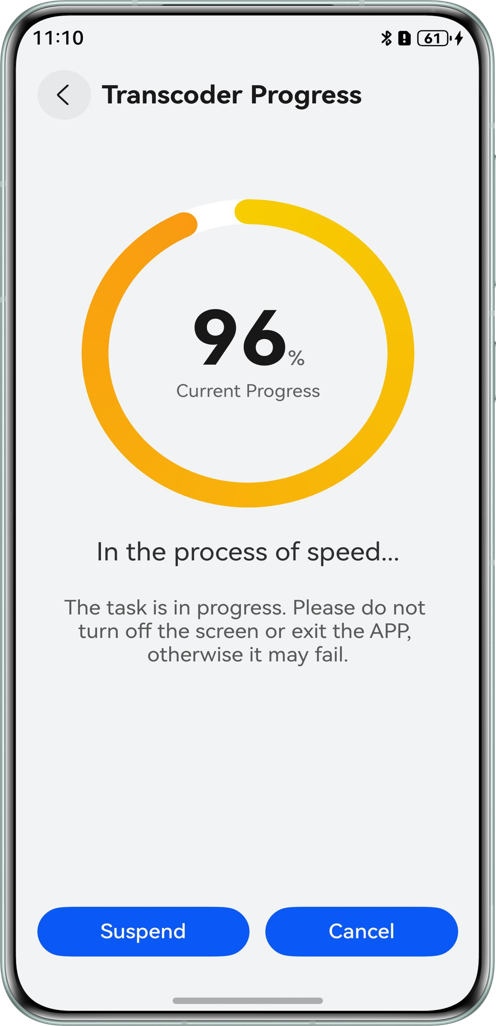 11:10
61
Transcoder Progress
96%
Current Progress
In the process of speed...
The task is in progress. Please do not
turn off the screen or exit the APP,
otherwise it may fail.
Suspend
Cancel